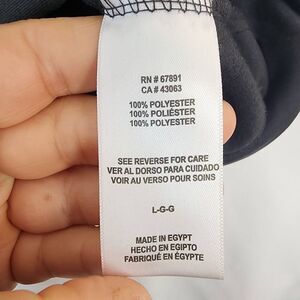 RN # 67891
CA # 43063
100% POLYESTER
100% POLIÉSTER
100% POLYESTER
SEE REVERSE FOR CARE
VER AL DORSO PARA CUIDADO
VOIR AU VERSO POUR SOINS
L-G-G
MADE IN EGYPT
HECHO EN EGIPTO
FABRIQUÉ EN ÉGYPTE